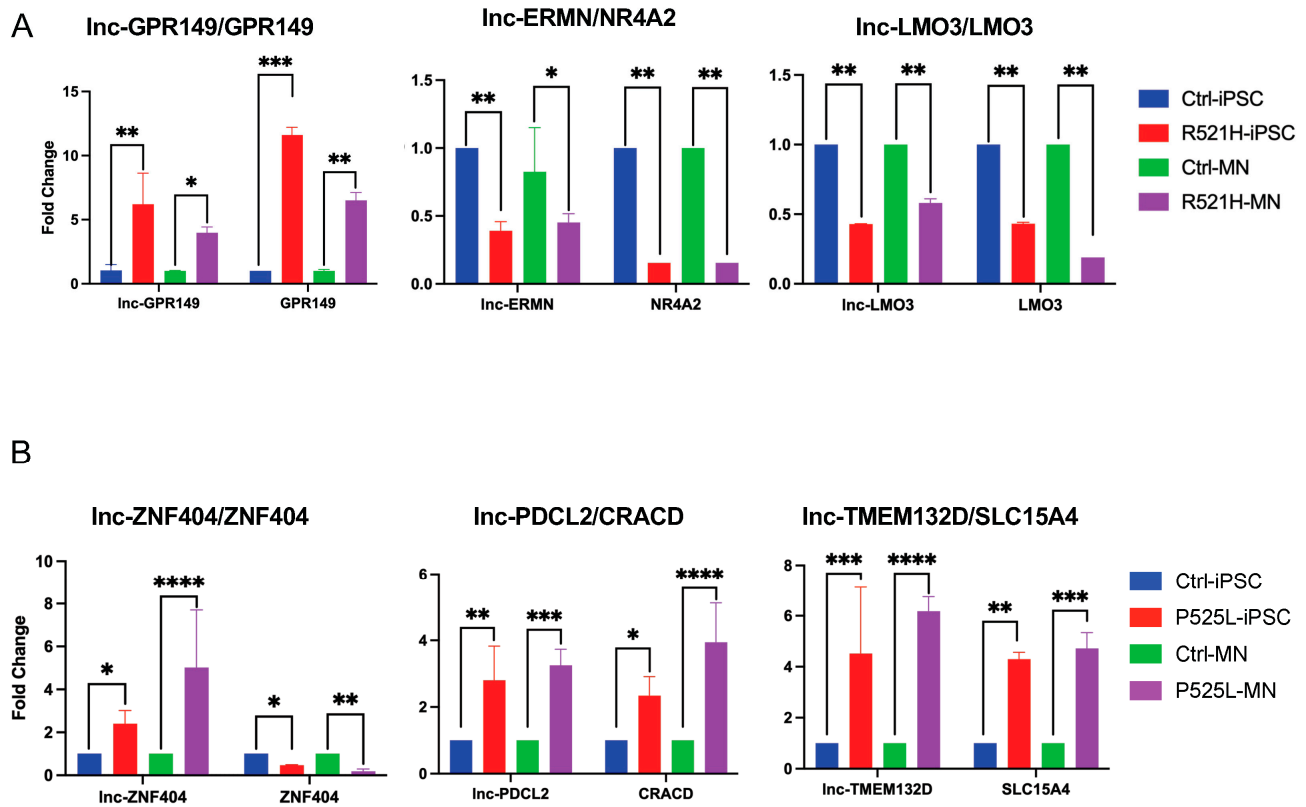 A
lnc-GPR149/GPR149
lnc-ERMN/NR4A2
lnc-LMO3/LMO3
Fold Change
15
10
5
0
** * *** **
lnc-GPR149 GPR149
1.5
1.0
0.5
0.0
** * ** **
lnc-ERMN NR4A2
1.5
1.0
0.5
0.0
** ** ** **
lnc-LMO3 LMO3
Ctrl-iPSC
R521H-iPSC
Ctrl-MN
R521H-MN
B
lnc-ZNF404/ZNF404
lnc-PDCL2/CRACD
lnc-TMEM132D/SLC15A4
Fold Change
10
8
6
4
2
0
* **** * **
lnc-ZNF404 ZNF404
6
4
2
0
** *** * ****
lnc-PDCL2 CRACD
8
6
4
2
0
*** **** ** ***
lnc-TMEM132D SLC15A4
Ctrl-iPSC
P525L-iPSC
Ctrl-MN
P525L-MN